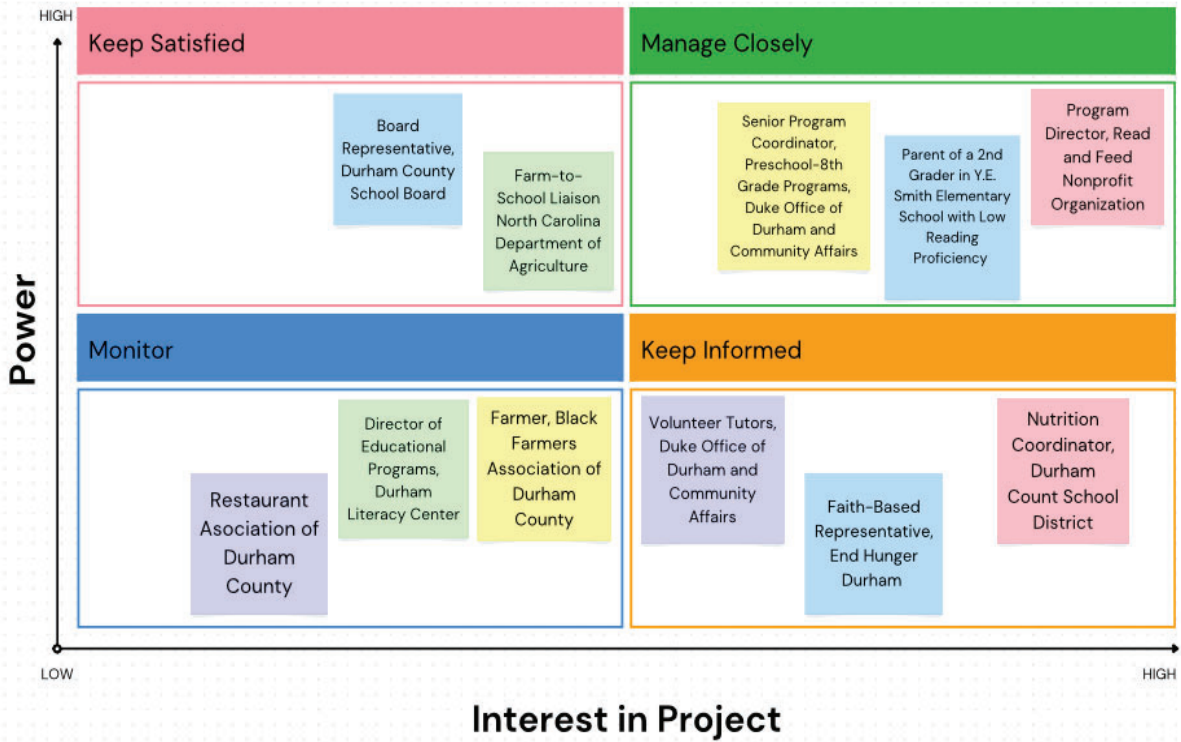 HIGH
Keep Satisfied
Manage Closely
Board
Representative,
Durham County
School Board
Farm-to-
School Liaison
North Carolina
Department of
Agriculture
Senior Program
Coordinator,
Preschool-8th
Grade Programs,
Duke Office of
Durham and
Community Affairs
Parent of a 2nd
Grader in Y.E.
Smith Elementary
School with Low
Reading
Proficiency
Program
Director, Read
and Feed
Nonprofit
Organization
Power
Monitor
Keep Informed
Restaurant
Asociation of
Durham
County
Director of
Educational
Programs,
Durham
Literacy Center
Farmer, Black
Farmers
Association of
Durham
County
Volunteer Tutors,
Duke Office of
Durham and
Community
Affairs
Faith-Based
Representative,
End Hunger
Durham
Nutrition
Coordinator,
Durham
Count School
District
LOW
HIGH
Interest in Project